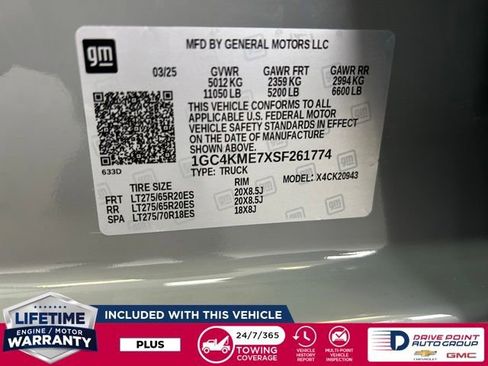 gm
MFD BY GENERAL MOTORS LLC
03/25 GVWR GAWR FRT GAWR RR
5012 KG 2359 KG 2994 KG
11050 LB 5200 LB 6600 LB
THIS VEHICLE CONFORMS TO ALL
APPLICABLE U.S. FEDERAL MOTOR
VEHICLE SAFETY STANDARDS IN EFFECT
ON THE DATE OF MANUFACTURE
SHOWN ABOVE.
1GC4KME7XSF261774
633D
TYPE: TRUCK MODEL: X4CK20943
TIRE SIZE RIM
FRT LT275/65R20ES 20X8.5J
RR LT275/65R20ES 20X8.5J
SPA LT275/70R18ES 18X8J
LIFETIME
ENGINE / MOTOR
WARRANTY
INCLUDED WITH THIS VEHICLE
PLUS
24/7/365
TOWING
COVERAGE
VEHICLE
HISTORY
REPORT
MULTI-POINT
VEHICLE
INSPECTION
D
DRIVE POINT
AUTO GROUP
CHEVROLET
GMC